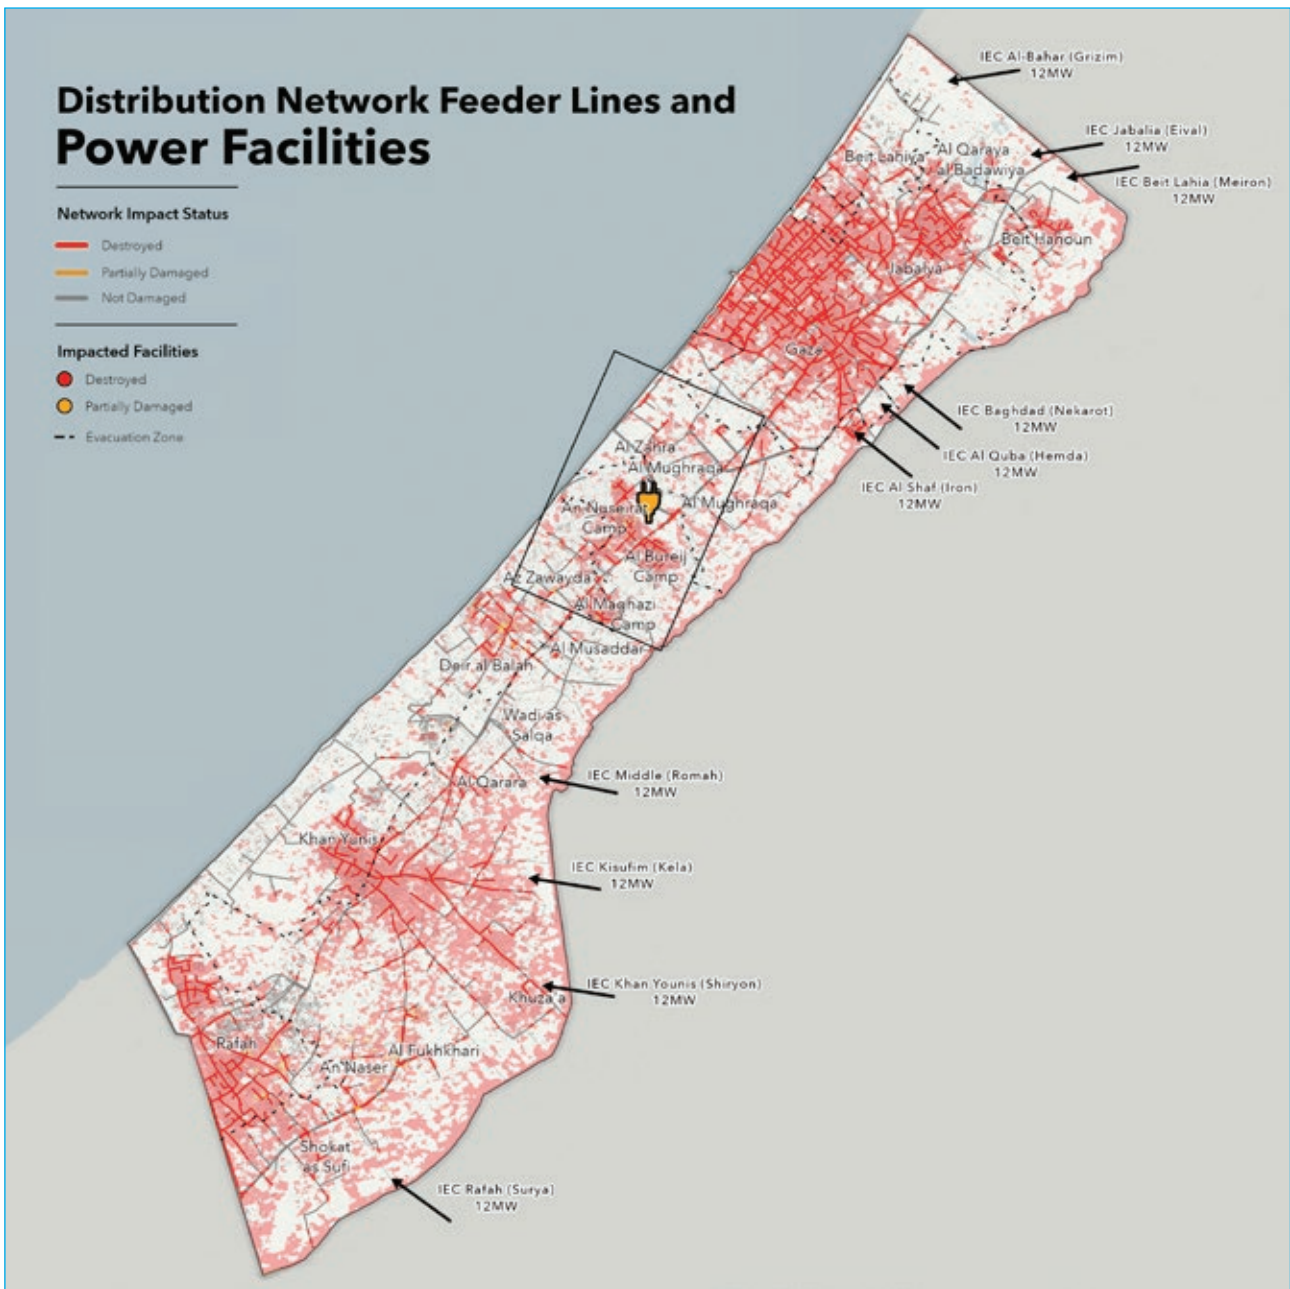 Distribution Network Feeder Lines and
Power Facilities
Network Impact Status
Destroyed
Partially Damaged
Not Damaged
Impacted Facilities
Destroyed
Partially Damaged
Evacuation Zone
IEC Al-Bahar (Grizim)
12MW
IEC Jabalia (Eival)
12MW
IEC Beit Lahia (Meiron)
12MW
Beit Lahiya
Al Qaraya
al Badawiya
Beit Hanoun
Jabalya
Gaza
IEC Baghdad (Nekarot)
12MW
IEC Al Quba (Hemda)
12MW
IEC Al Shaf (Iron)
12MW
Al Zahra
Al Mughraqa
Al Mughraqa
An Nuseirat
Camp
Al Bureij
Camp
Az Zawayda
Al Maghazi
Camp
Al Musaddar
Deir al Balah
Wadi as
Salqa
Al Qarara
IEC Middle (Romah)
12MW
Khan Yunis
IEC Kisufim (Kela)
12MW
IEC Khan Younis (Shiryon)
12MW
Khuza'a
Rafah
Al Fukhkhari
An Naser
Shokat
as Sufi
IEC Rafah (Surya)
12MW